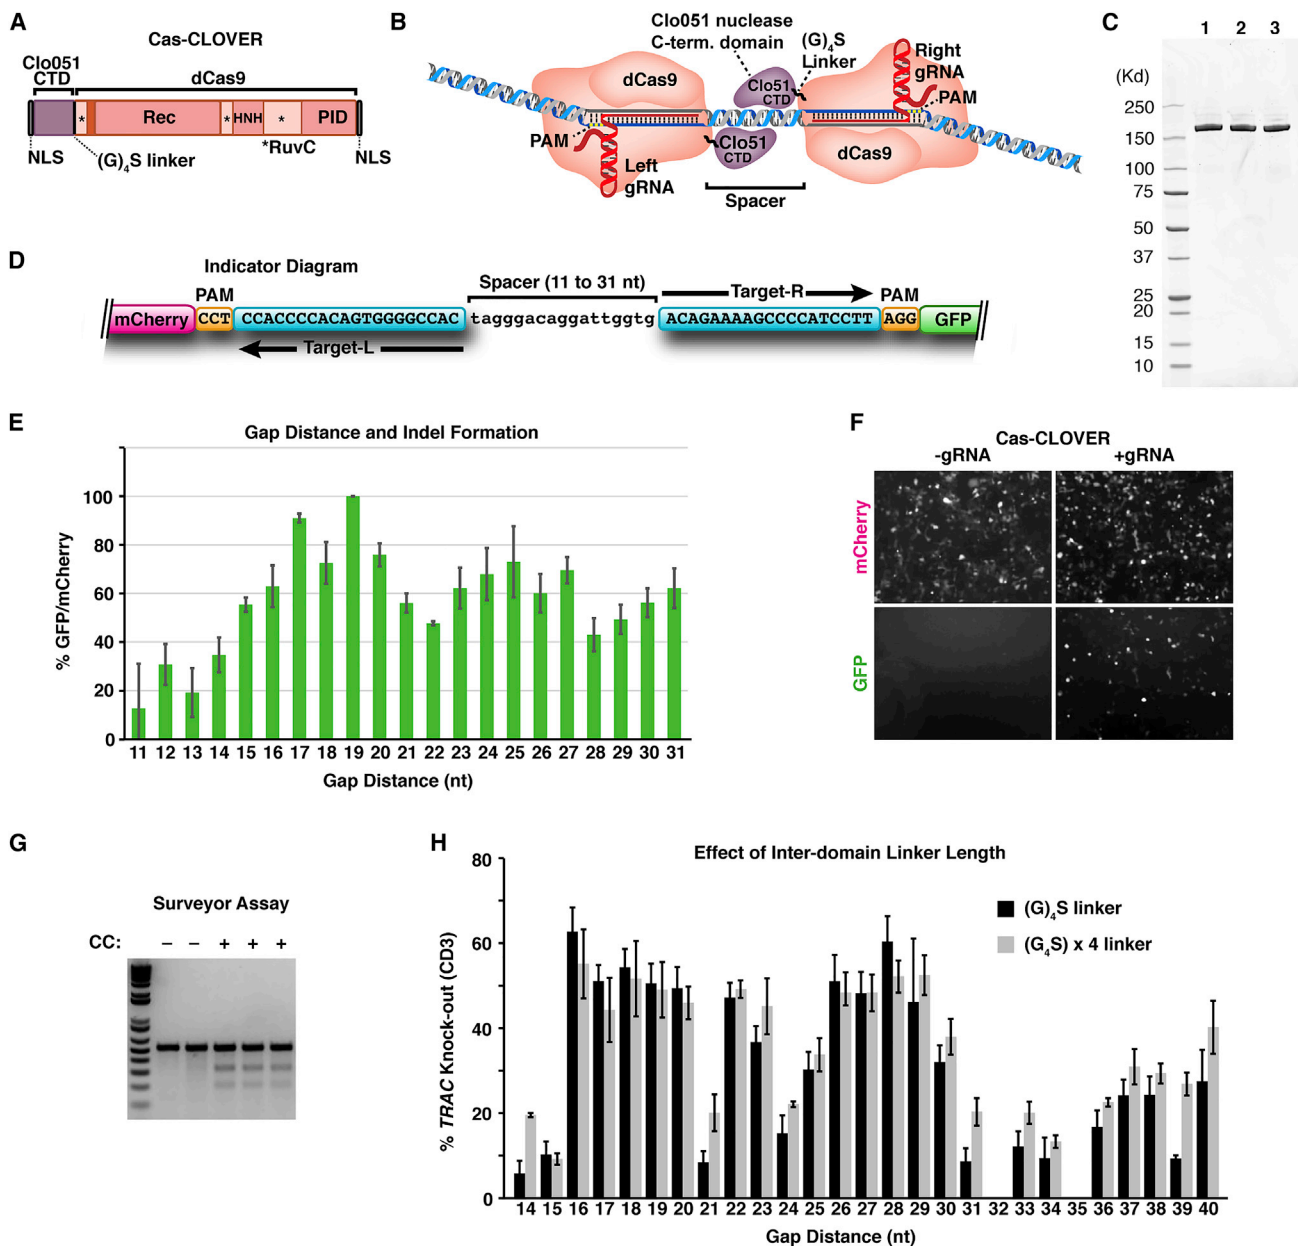 A
Cas-CLOVER
Clo051
CTD
dCas9
*
Rec
*
HNH
*
PID
NLS
(G)4S linker
*RuvC
NLS
B
Clo051 nuclease
C-term. domain
(G)4S
Linker
Right
gRNA
dCas9
Clo51
CTD
PAM
PAM
Clo51
CTD
Left
gRNA
dCas9
Spacer
C
1 2 3
(Kd)
250
150
100
75
50
37
25
20
15
10
D
Indicator Diagram
Spacer (11 to 31 nt)
PAM
Target-R
PAM
mCherry CCT CCACCCCACAGTGGGGCCAC tagggacaggattggtg ACAGAAAAGCCCCATCCTT AGG GFP
Target-L
E
Gap Distance and Indel Formation
% GFP/mCherry
100
80
60
40
20
0
11 12 13 14 15 16 17 18 19 20 21 22 23 24 25 26 27 28 29 30 31
Gap Distance (nt)
F
Cas-CLOVER
-gRNA +gRNA
mCherry
GFP
G
Surveyor Assay
CC: – – + + +
H
Effect of Inter-domain Linker Length
% TRAC Knock-out (CD3)
80
60
40
20
0
(G)4S linker
(G4S) x 4 linker
14 15 16 17 18 19 20 21 22 23 24 25 26 27 28 29 30 31 32 33 34 35 36 37 38 39 40
Gap Distance (nt)